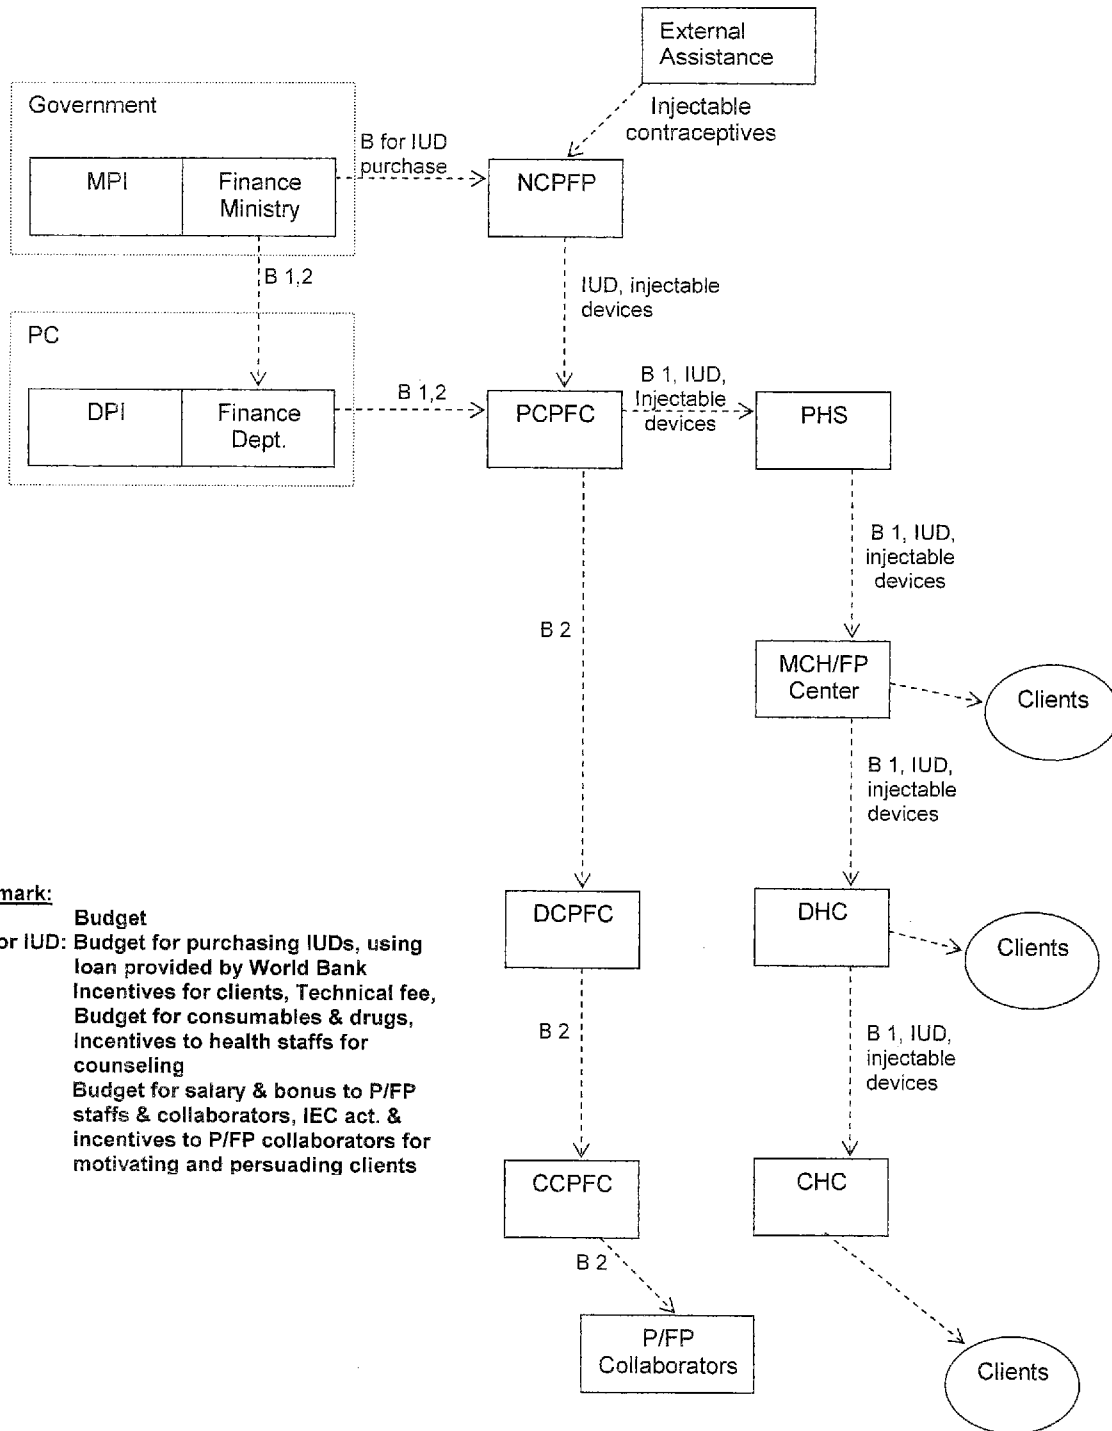 External
Assistance
Government
Injectable
contraceptives
B for IUD
purchase
MPI
Finance
Ministry
NCPFP
B 1,2
IUD, injectable
devices
PC
B 1,2
B 1, IUD,
Injectable
devices
DPI
Finance
Dept.
PCPFC
PHS
B 1, IUD,
injectable
devices
B 2
MCH/FP
Center
Clients
B 1, IUD,
injectable
devices
mark:
Budget
or IUD: Budget for purchasing IUDs, using
loan provided by World Bank
Incentives for clients, Technical fee,
Budget for consumables & drugs,
Incentives to health staffs for
counseling
Budget for salary & bonus to P/FP
staffs & collaborators, IEC act. &
incentives to P/FP collaborators for
motivating and persuading clients
DCPFC
DHC
Clients
B 2
B 1, IUD,
injectable
devices
CCPFC
CHC
B 2
P/FP
Collaborators
Clients